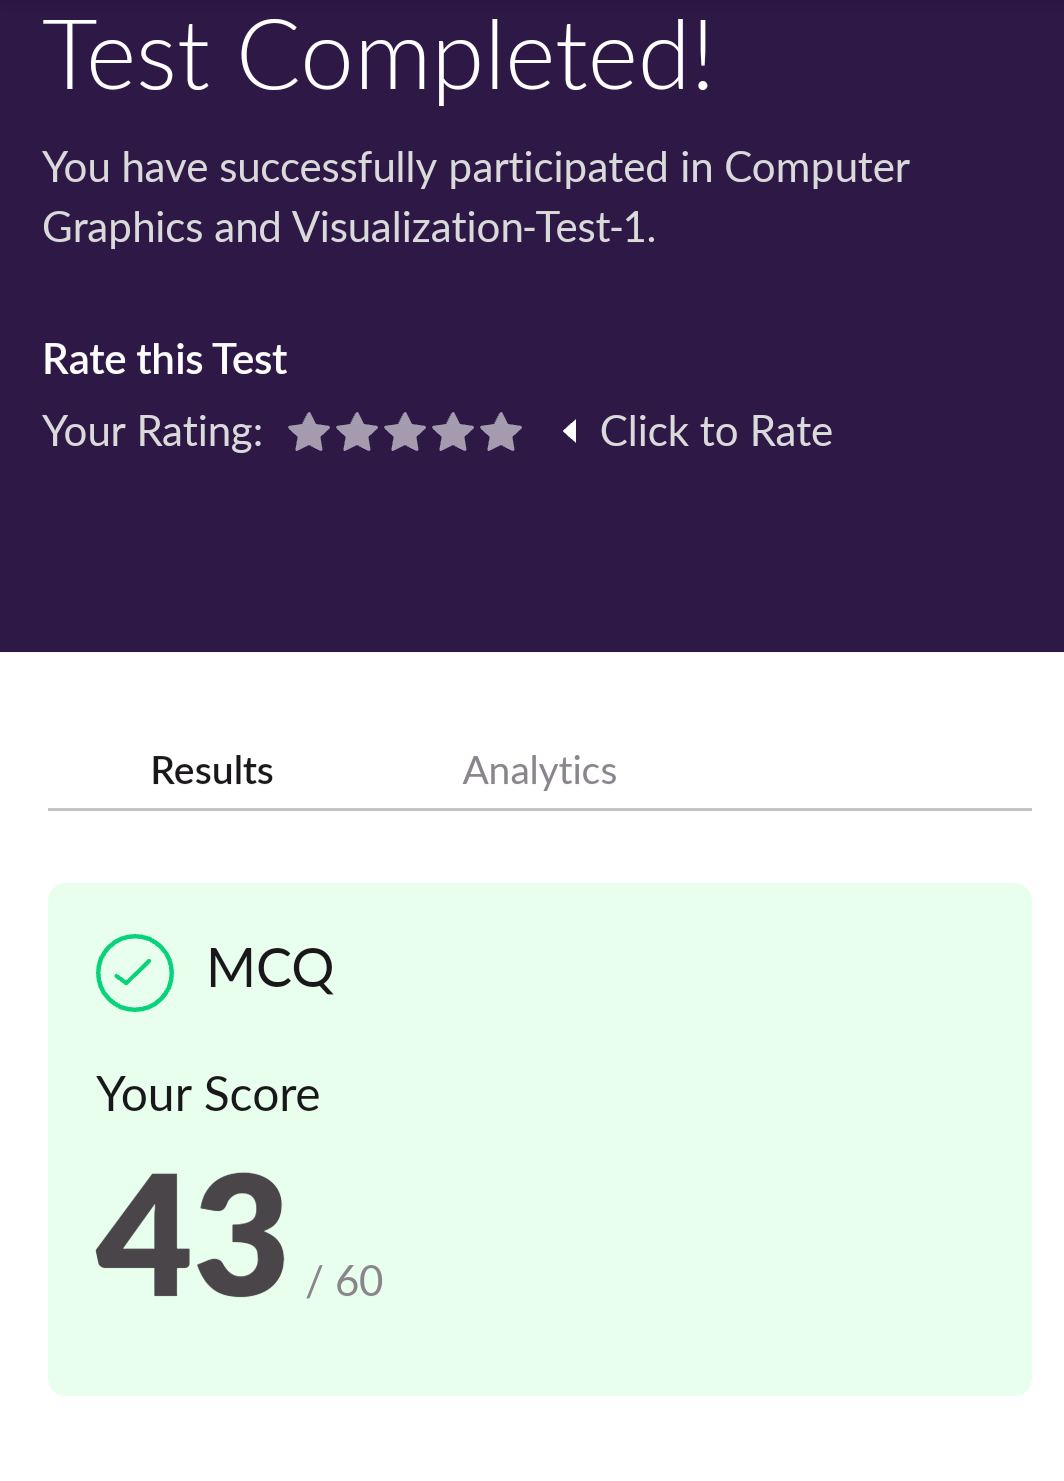 Test Completed!
You have successfully participated in Computer
Graphics and Visualization-Test-1.
Rate this Test
Your Rating:
Click to Rate
Results
Analytics
MCQ
Your Score
43 / 60